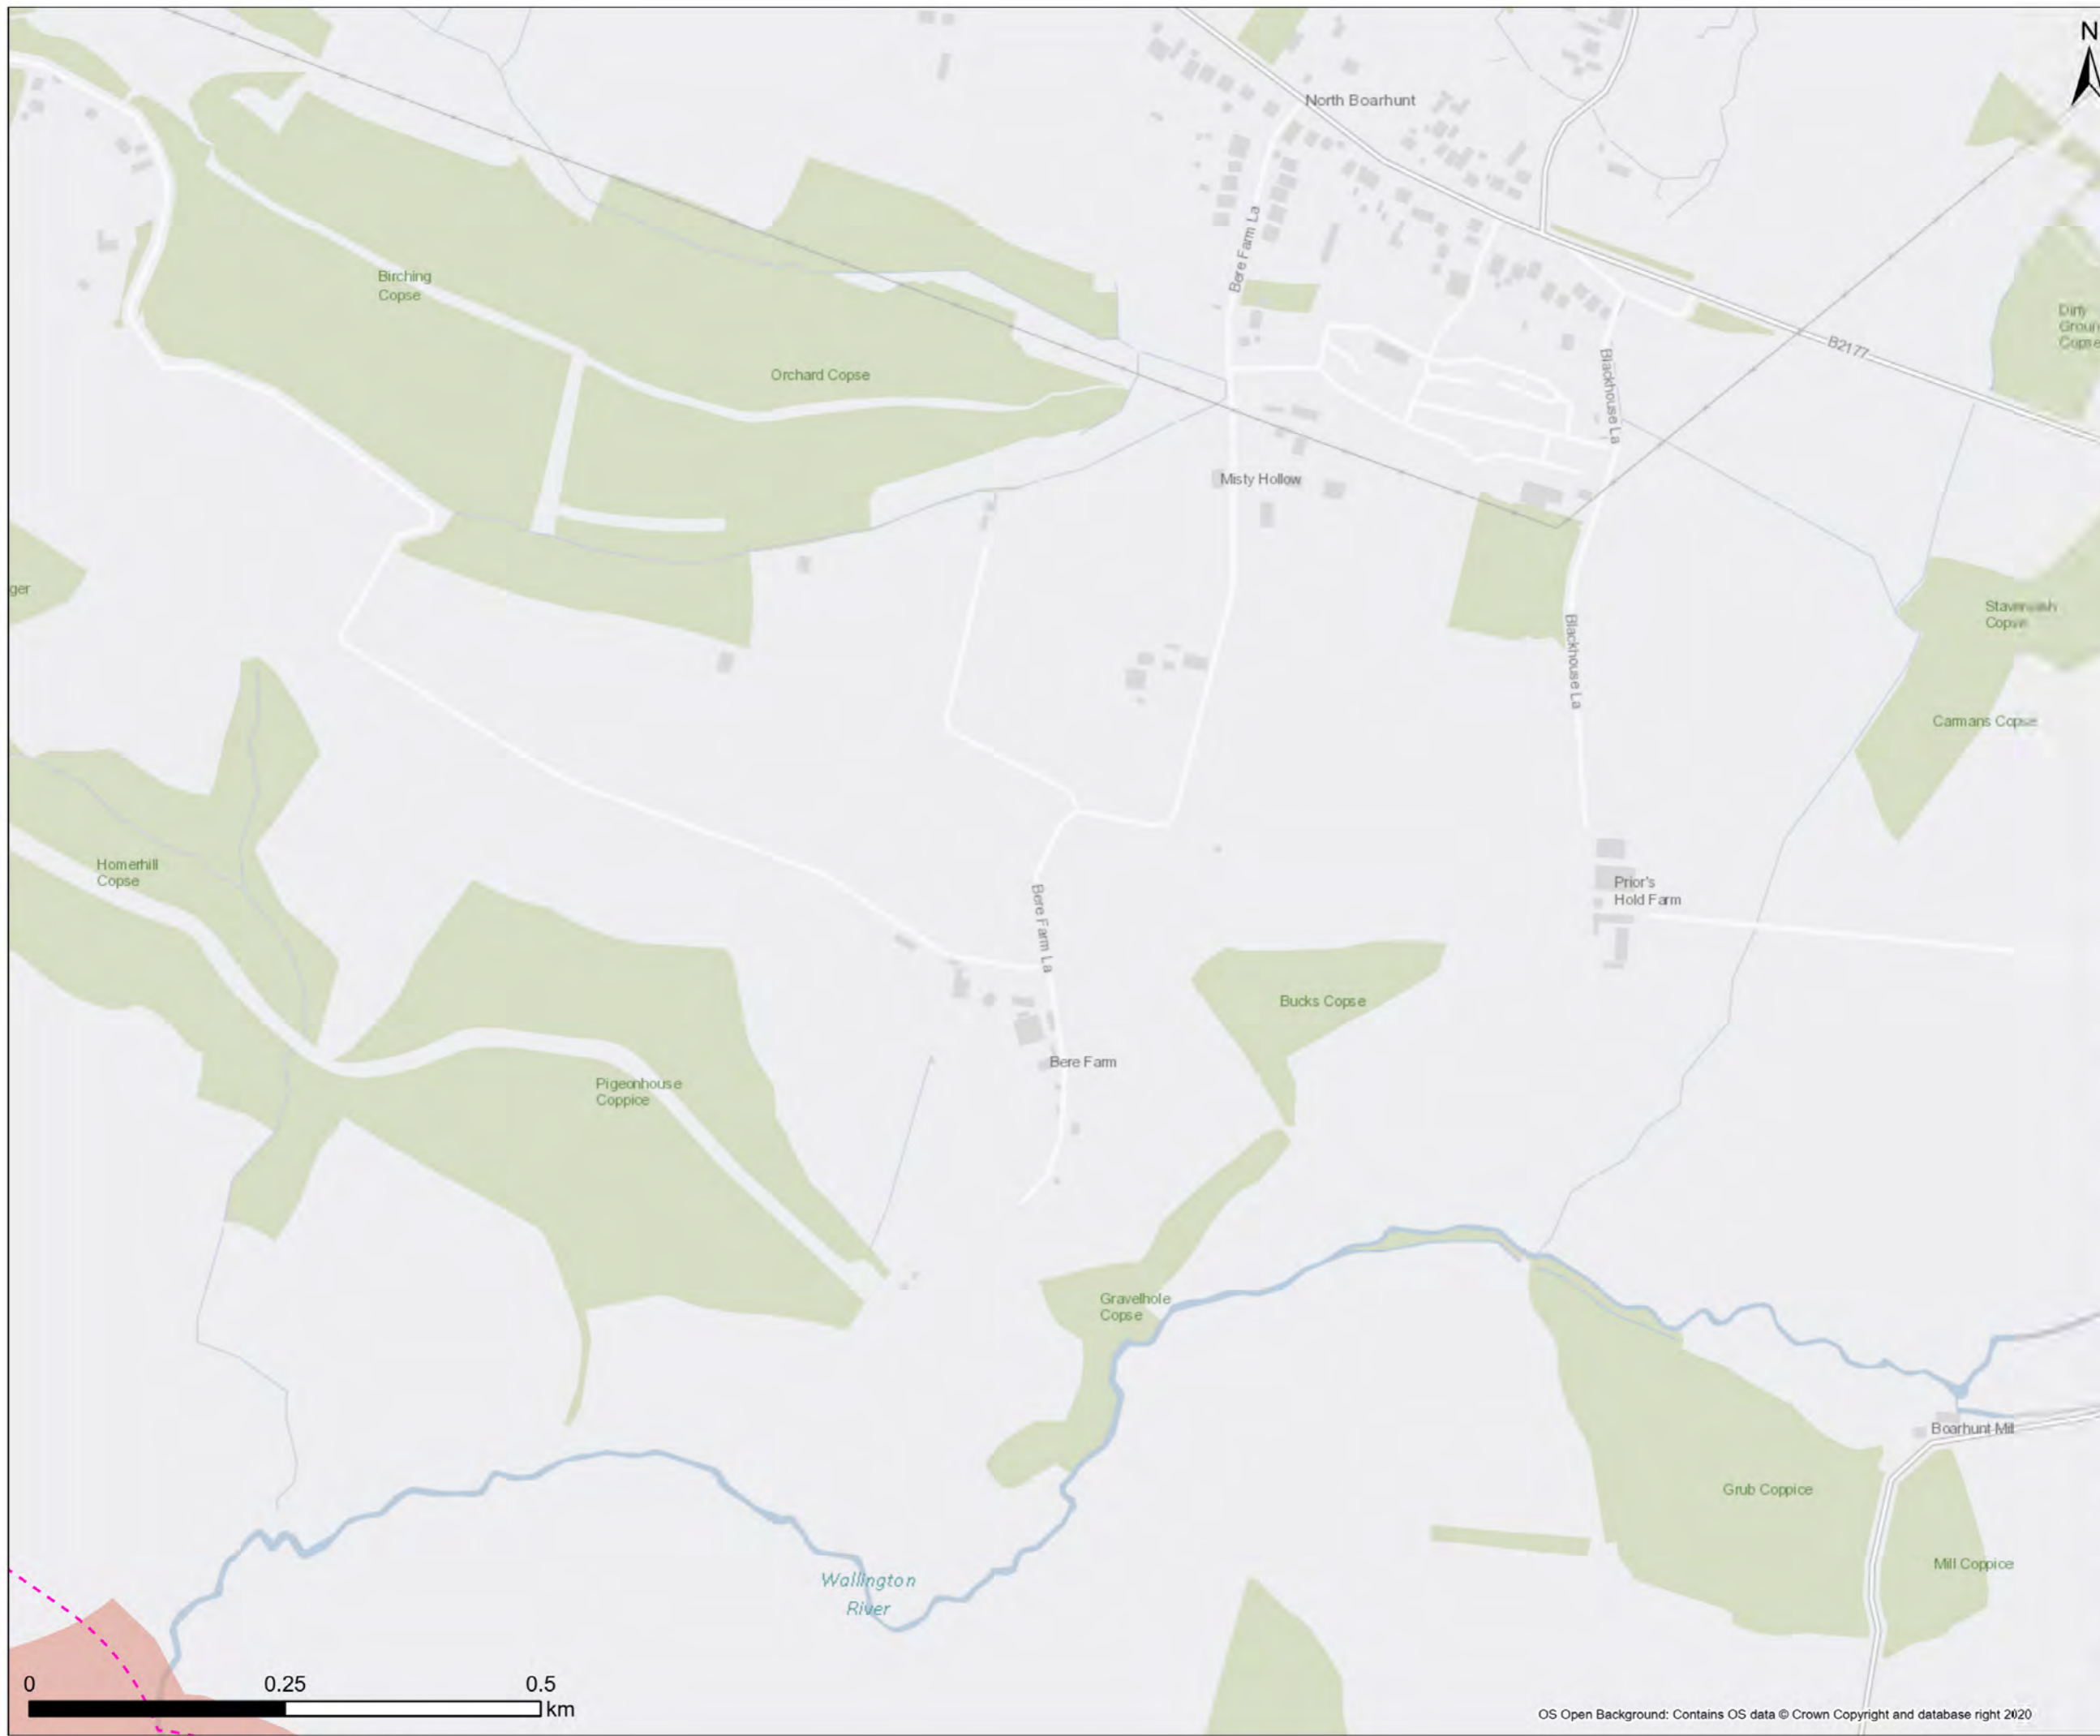 N
North Boarhunt
Bere Farm La
Birching
Copse
Orchard Copse
Dirty
Copse
B2177
Blackhouse La
Misty Hollow
ger
Copse
Blackhouse La
Carmans Copse
Homerhill
Copse
Prior's
Hold Farm
Bere Farm La
Bucks Copse
Bere Farm
Pigeonhouse
Coppice
Gravelhole
Copse
Boarhunt Mill
Grub Coppice
Mill Coppice
Wallington
River
0
0.25
0.5
km
OS Open Background: Contains OS data © Crown Copyright and database right 2020